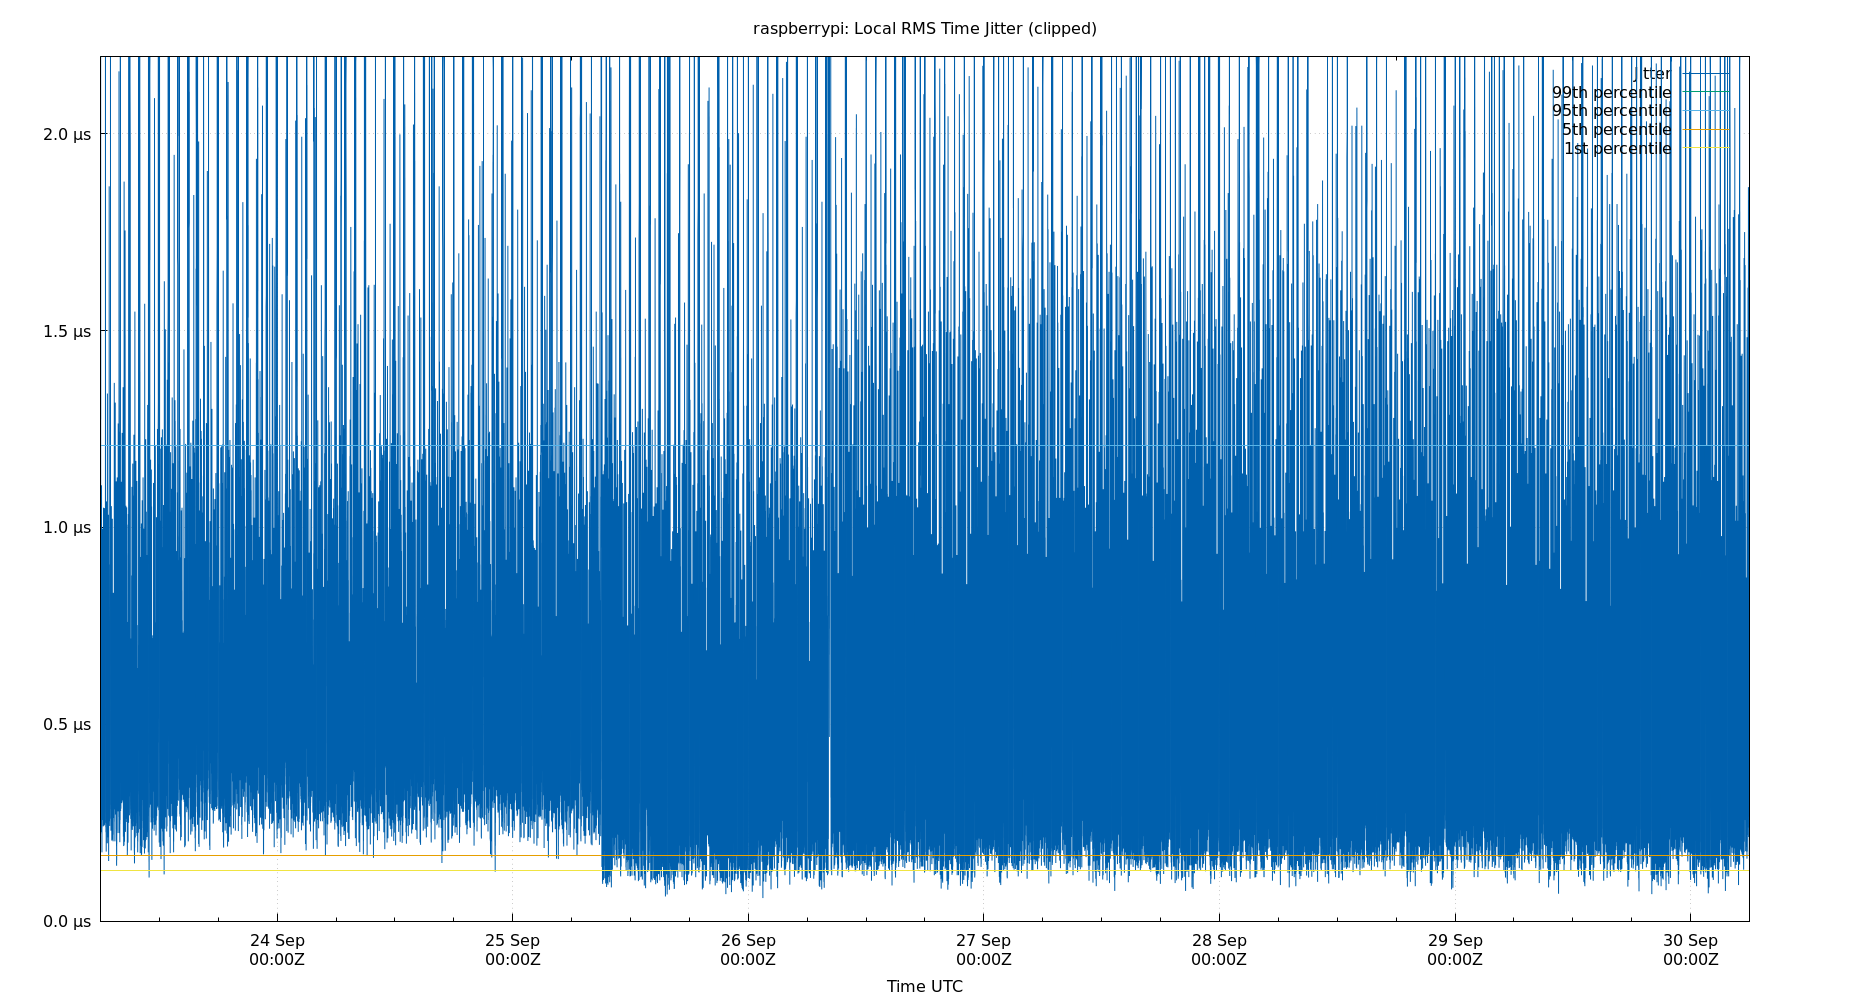 raspberrypi: Local RMS Time Jitter (clipped)
Jitter
99th percentile
95th percentile
5th percentile
1st percentile
2.0 µs
1.5 µs
1.0 µs
0.5 µs
0.0 µs
24 Sep 25 Sep 26 Sep 27 Sep 28 Sep 29 Sep 30 Sep
00:00Z 00:00Z 00:00Z 00:00Z 00:00Z 00:00Z 00:00Z
Time UTC